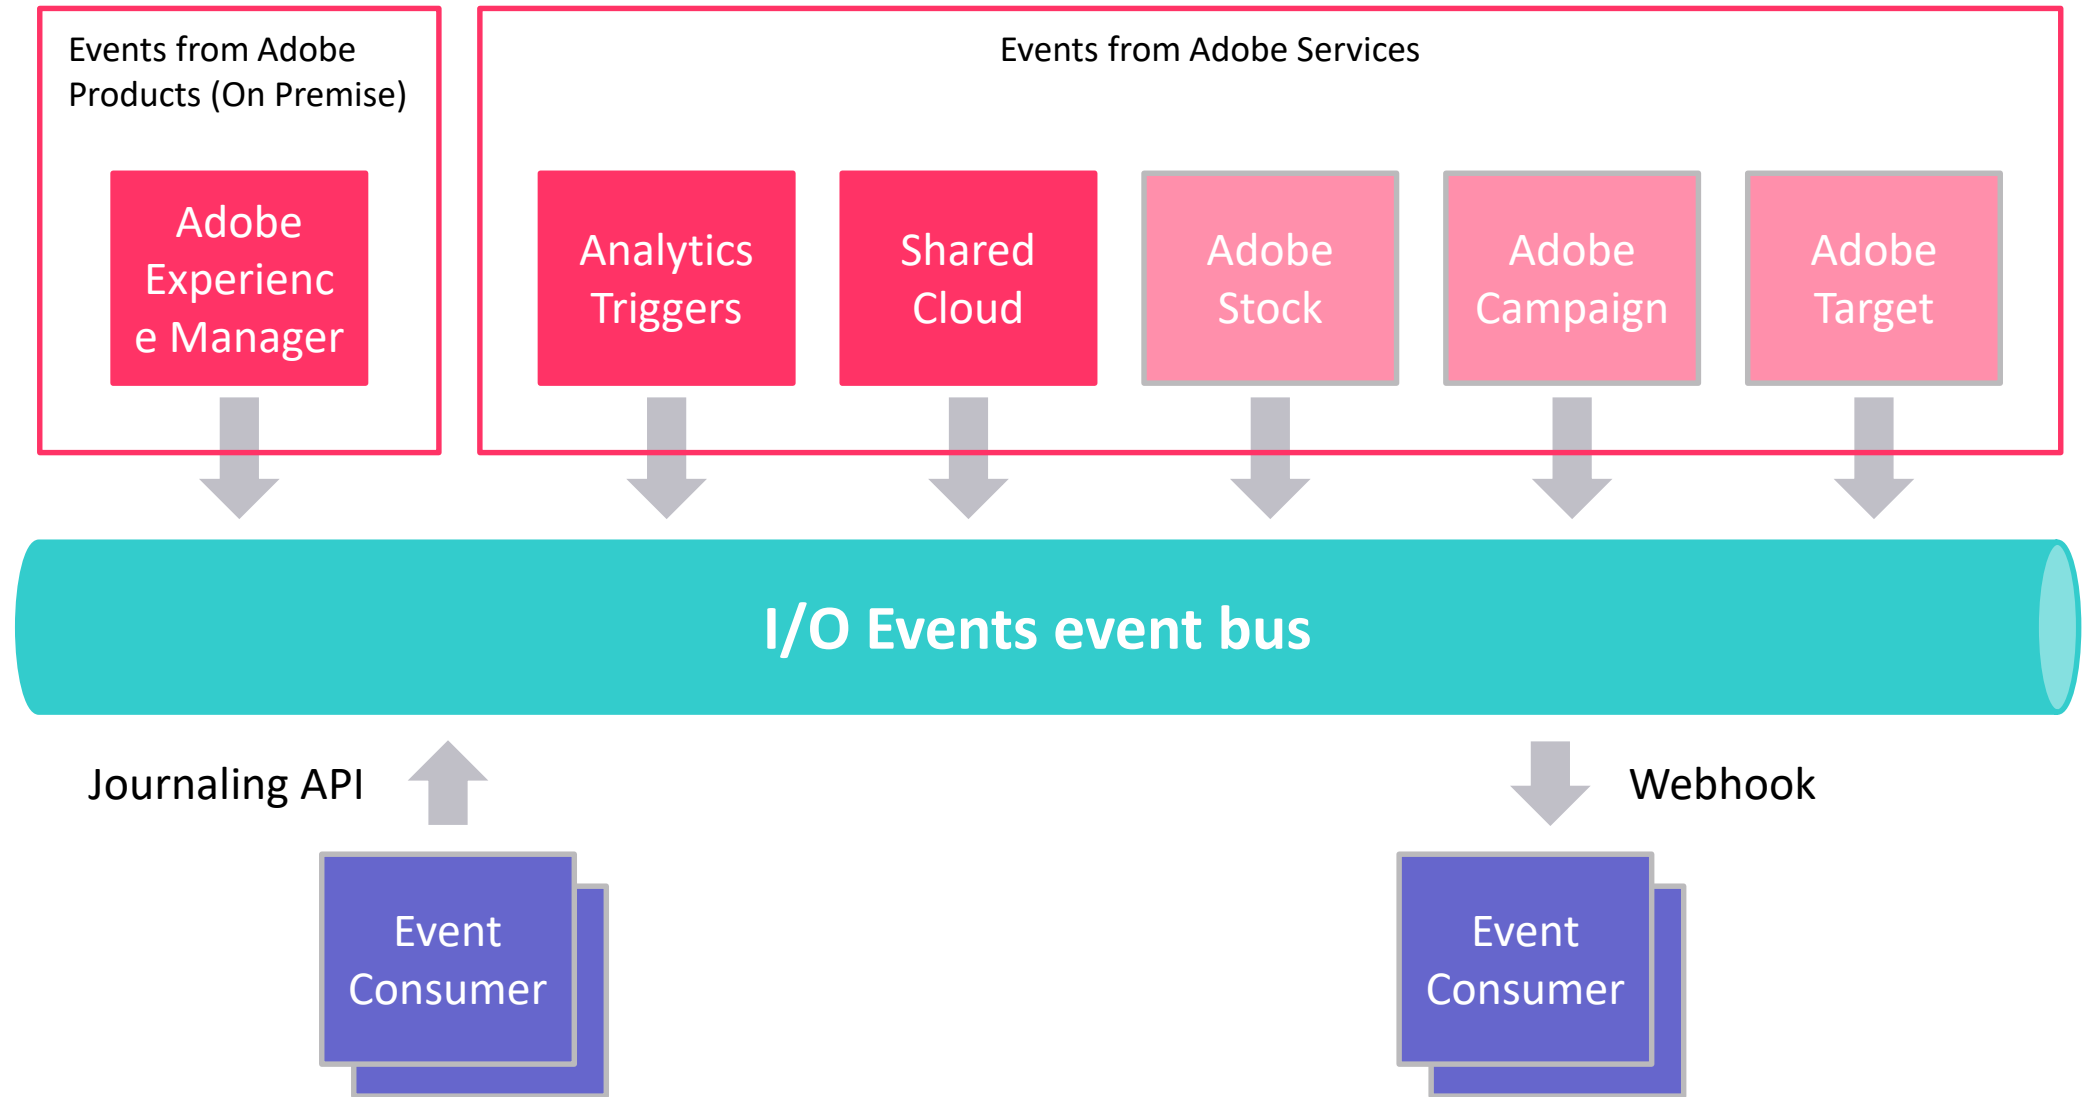 Events from Adobe
Products (On Premise)
Events from Adobe Services
Adobe
Experienc
e Manager
Analytics
Triggers
Shared
Cloud
Adobe
Stock
Adobe
Campaign
Adobe
Target
I/O Events event bus
Journaling API
Webhook
Event
Consumer
Event
Consumer